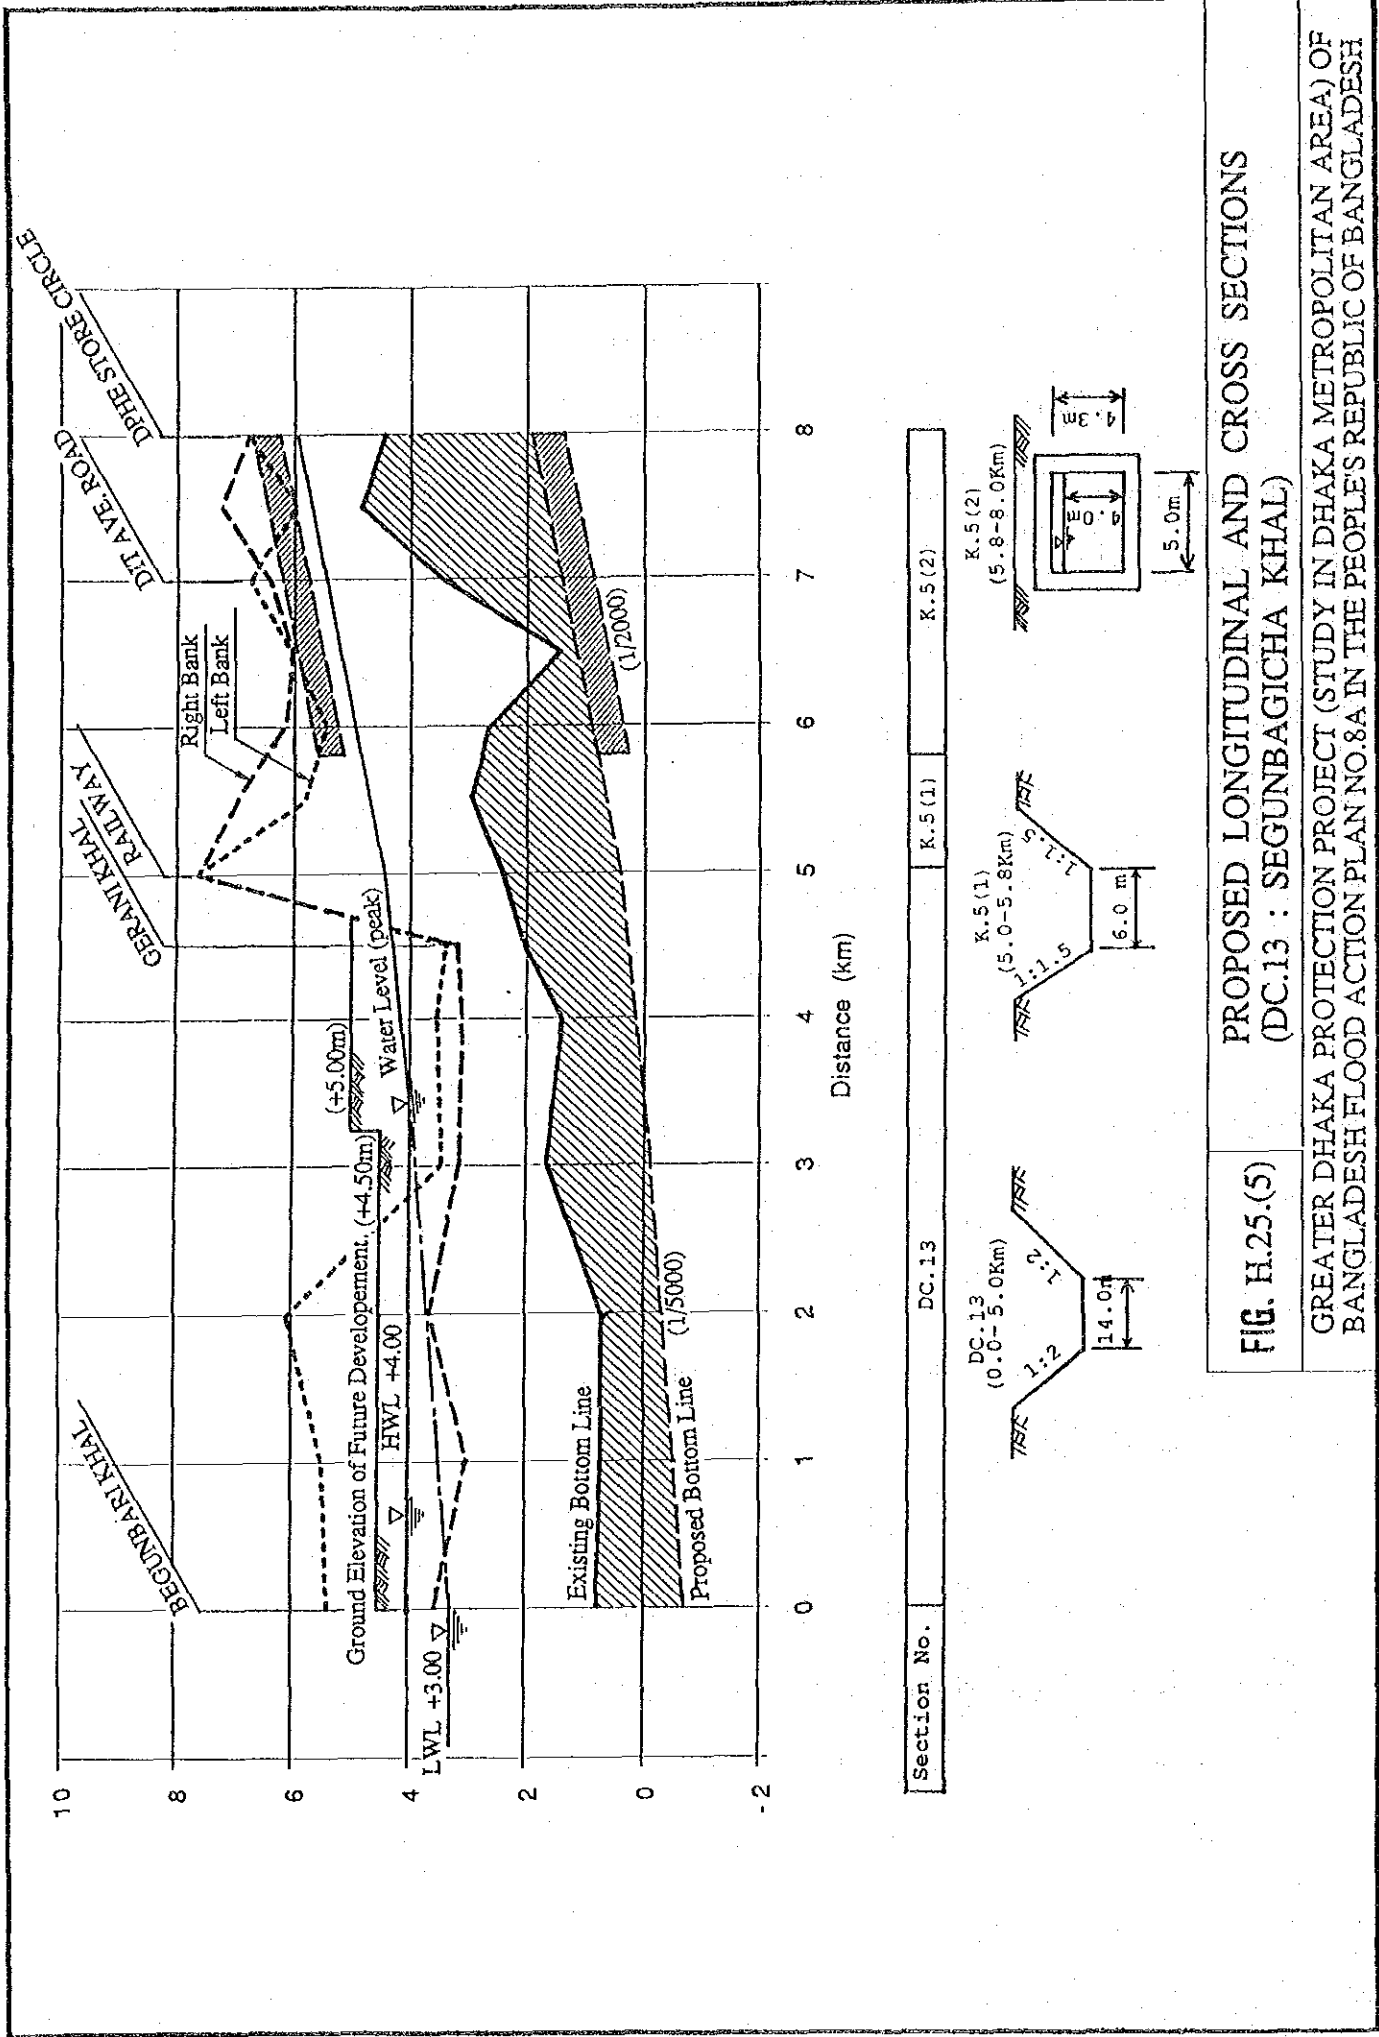 BEGUNBARI KHAL
GERANI KHAL
RAILWAY
DIT AVE. ROAD
DPHE STORE CIRCLE
10
8
6
4
2
0
-2
Right Bank
Left Bank
Ground Elevation of Future Developement. (+4.50m)
(+5.00m)
HWL +4.00
Water Level (peak)
LWL +3.00
Existing Bottom Line
Proposed Bottom Line
(1/5000)
(1/2000)
0
1
2
3
4
5
6
7
8
Distance (km)
Section No.
DC.13
K.5(1)
K.5(2)
DC.13
(0.0-5.0Km)
1:2
1:2
14.0m
K.5(1)
(5.0-5.8Km)
1:1.5
1:1.5
6.0 m
K.5(2)
(5.8-8.0Km)
4.0m
4.3m
5.0m
FIG. H.25.(5)
PROPOSED LONGITUDINAL AND CROSS SECTIONS
(DC.13 : SEGUNBAGICHA KHAL)
GREATER DHAKA PROTECTION PROJECT (STUDY IN DHAKA METROPOLITAN AREA) OF
BANGLADESH FLOOD ACTION PLAN NO.8A IN THE PEOPLE'S REPUBLIC OF BANGLADESH